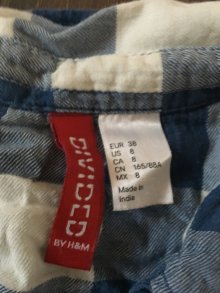 DIVIDED
BY H&M
EUR 38
US 8
CA 8
CN 165/88A
MX 8
Made in
India